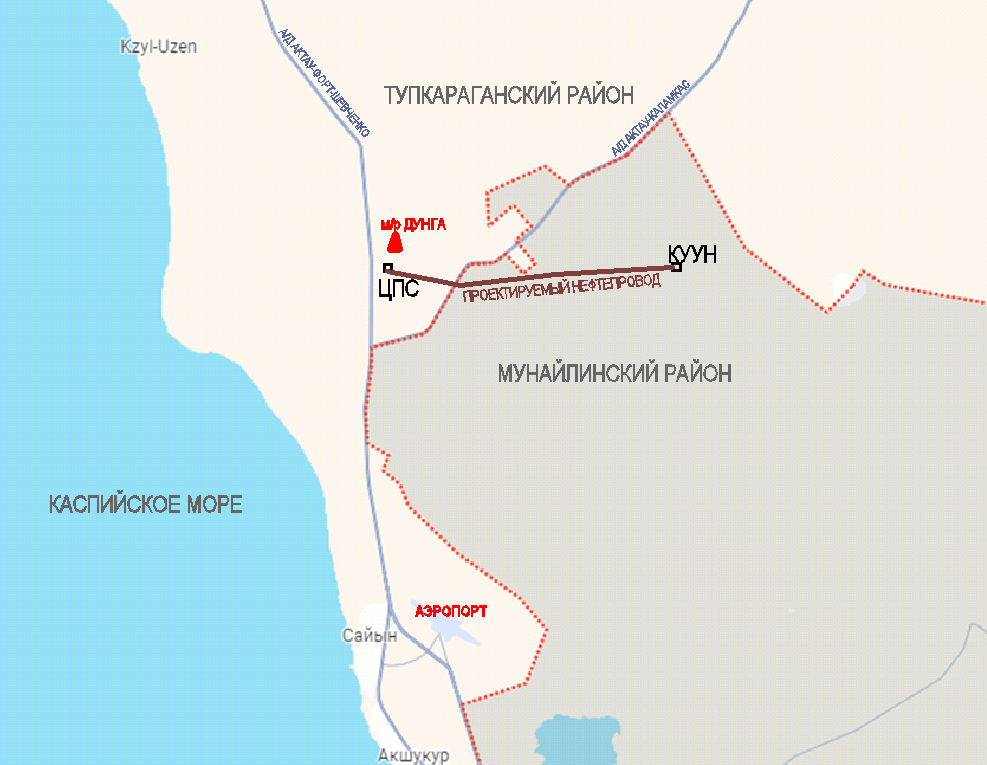 Kzyl-Uzen
А/Д АКТАУ-ФОРТ-ШЕВЧЕНКО
ТУПКАРАГАНСКИЙ РАЙОН
А/Д АКТАУ-КАЛАМКАС
м/р ДУНГА
КУУН
ЦПС
ПРОЕКТИРУЕМЫЙ НЕФТЕПРОВОД
МУНАЙЛИНСКИЙ РАЙОН
КАСПИЙСКОЕ МОРЕ
АЭРОПОРТ
Сайын
Акшукур